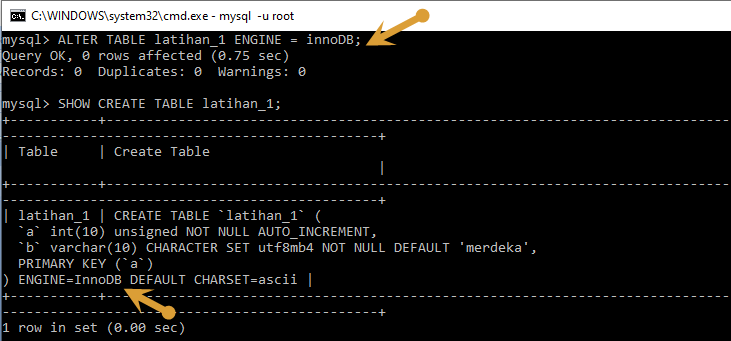 C:\WINDOWS\system32\cmd.exe - mysql  -u root
mysql> ALTER TABLE latihan_1 ENGINE = innoDB;
Query OK, 0 rows affected (0.75 sec)
Records: 0  Duplicates: 0  Warnings: 0
mysql> SHOW CREATE TABLE latihan_1;
+-----------+--------------------------------------------------------------------------------
-----------------------------------------------+
| Table     | Create Table
                                               |
+-----------+--------------------------------------------------------------------------------
-----------------------------------------------+
| latihan_1 | CREATE TABLE `latihan_1` (
  `a` int(10) unsigned NOT NULL AUTO_INCREMENT,
  `b` varchar(10) CHARACTER SET utf8mb4 NOT NULL DEFAULT 'merdeka',
  PRIMARY KEY (`a`)
) ENGINE=InnoDB DEFAULT CHARSET=ascii |
+-----------+--------------------------------------------------------------------------------
-----------------------------------------------+
1 row in set (0.00 sec)